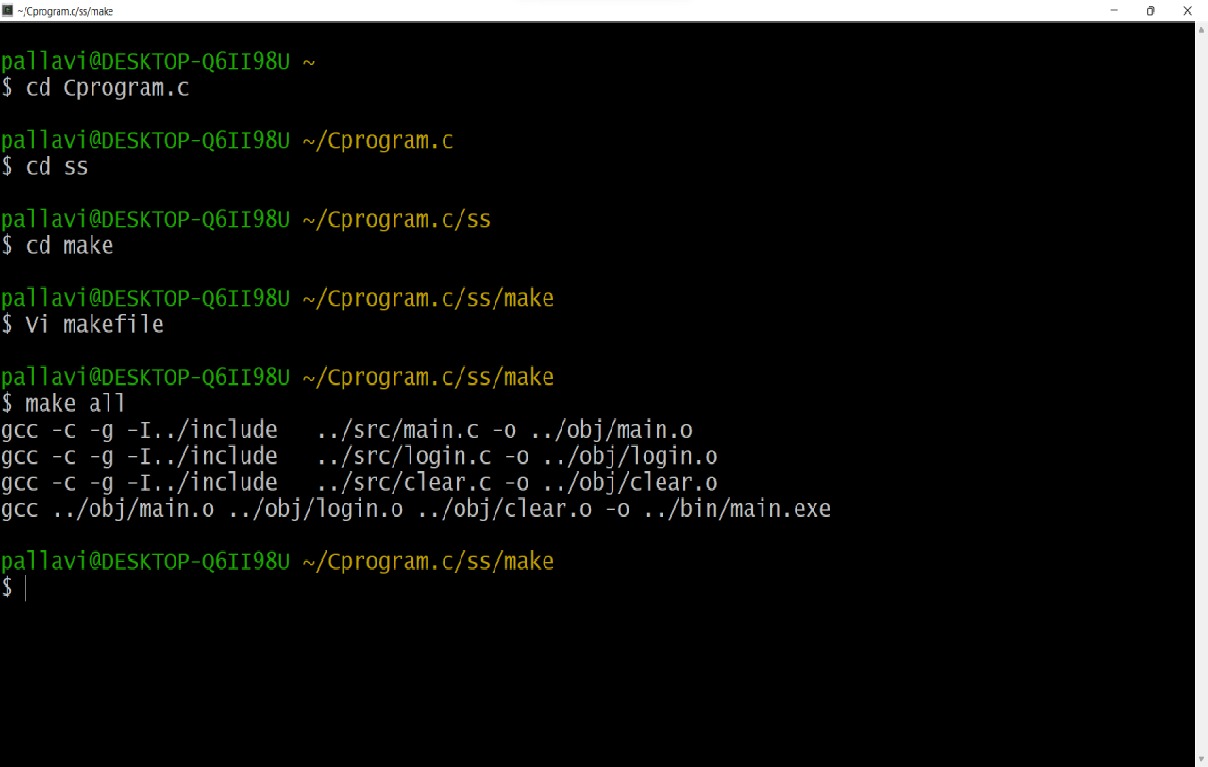 ~/Cprogram.c/ss/make
pallavi@DESKTOP-Q6II98U ~
$ cd Cprogram.c
pallavi@DESKTOP-Q6II98U ~/Cprogram.c
$ cd ss
pallavi@DESKTOP-Q6II98U ~/Cprogram.c/ss
$ cd make
pallavi@DESKTOP-Q6II98U ~/Cprogram.c/ss/make
$ Vi makefile
pallavi@DESKTOP-Q6II98U ~/Cprogram.c/ss/make
$ make all
gcc -c -g -I../include   ../src/main.c -o ../obj/main.o
gcc -c -g -I../include   ../src/login.c -o ../obj/login.o
gcc -c -g -I../include   ../src/clear.c -o ../obj/clear.o
gcc ../obj/main.o ../obj/login.o ../obj/clear.o -o ../bin/main.exe
pallavi@DESKTOP-Q6II98U ~/Cprogram.c/ss/make
$